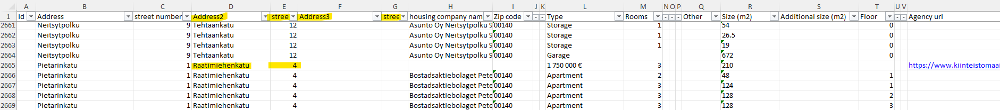 A B C D E F G H I J K L M N O P Q R S T U V
1 Id Address street number Address2 stree Address3 stree housing company name Zip code Type Rooms Other Size (m2) Additional size (m2) Floor Agency url
2661 Neitsytpolku 9 Tehtaankatu 12 Asunto Oy Neitsytpolku 9 00140 Storage 1 54 0
2662 Neitsytpolku 9 Tehtaankatu 12 Asunto Oy Neitsytpolku 9 00140 Storage 1 26.5 0
2663 Neitsytpolku 9 Tehtaankatu 12 Asunto Oy Neitsytpolku 9 00140 Storage 1 19 0
2664 Neitsytpolku 9 Tehtaankatu 12 Asunto Oy Neitsytpolku 9 00140 Garage 672 0
2665 Pietarinkatu 1 Raatimiehenkatu 4 1 750 000 € 3 210 https://www.kiinteistomaai
2666 Pietarinkatu 1 Raatimiehenkatu 4 Bostadsaktiebolaget Pete 00140 Apartment 2 48 1
2667 Pietarinkatu 1 Raatimiehenkatu 4 Bostadsaktiebolaget Pete 00140 Apartment 3 124 1
2668 Pietarinkatu 1 Raatimiehenkatu 4 Bostadsaktiebolaget Pete 00140 Apartment 3 128 2
2669 Pietarinkatu 1 Raatimiehenkatu 4 Bostadsaktiebolaget Pete 00140 Apartment 3 128 3